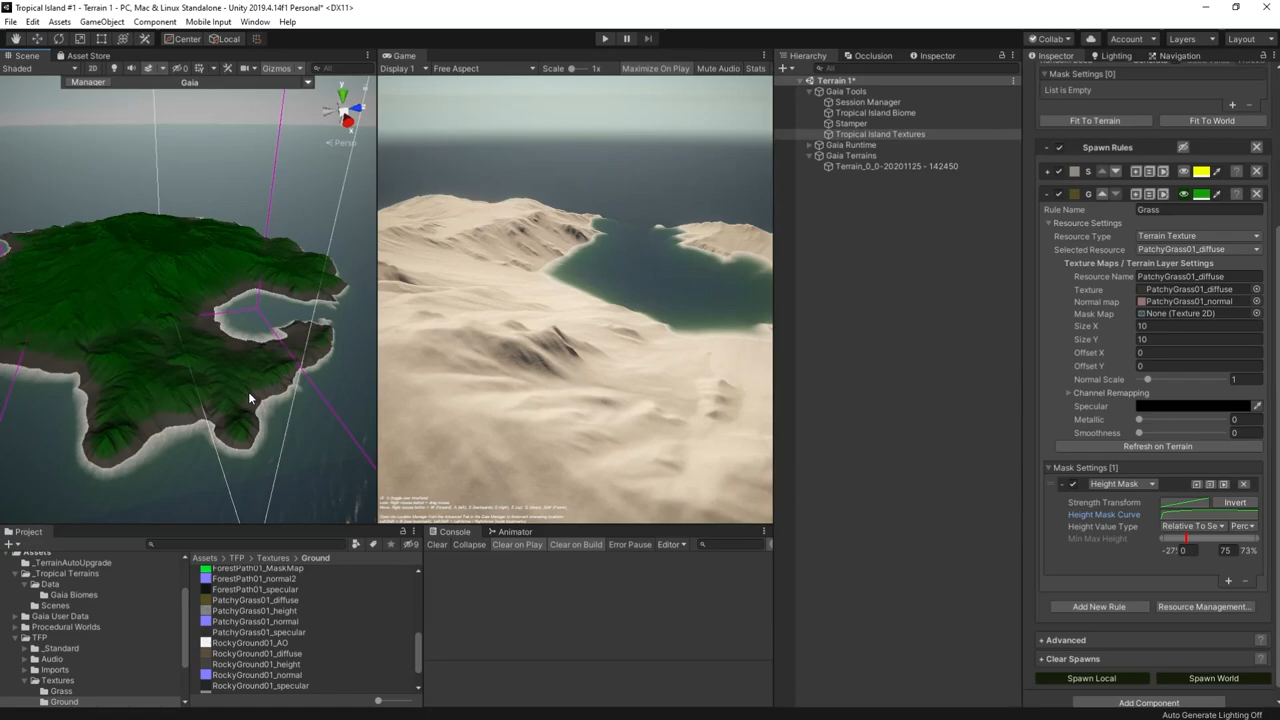 Tropical Island #1 - Terrain 1 - PC, Mac & Linux Standalone - Unity 2019.4.14f1 Personal* <DX11>
File Edit Assets GameObject Component Mobile Input Window Help
Center Local Collab Account Layers Layout
Scene Asset Store
Shaded 2D 0 Gizmos All
Manager Gaia
y
x
Persp
Game
Display 1 Free Aspect Scale 1x Maximize On Play Mute Audio Stats
Hierarchy Occlusion Inspector
All
Terrain 1*
Gaia Tools
Session Manager
Tropical Island Biome
Stamper
Tropical Island Textures
Gaia Runtime
Gaia Terrains
Terrain_0_0-20201125 - 142450
Inspector Lighting Navigation
Mask Settings [0]
List is Empty
+ -
Fit To Terrain Fit To World
- Spawn Rules
+ S
- G
Rule Name Grass
Resource Settings
Resource Type Terrain Texture
Selected Resource PatchyGrass01_diffuse
Texture Maps / Terrain Layer Settings
Resource Name PatchyGrass01_diffuse
Texture PatchyGrass01_diffuse
Normal map PatchyGrass01_normal
Mask Map None (Texture 2D)
Size X 10
Size Y 10
Offset X 0
Offset Y 0
Normal Scale 1
Channel Remapping
Specular
Metallic 0
Smoothness 0
Refresh on Terrain
Mask Settings [1]
Height Mask
Strength Transform Invert
Height Mask Curve
Height Value Type Relative To Se Perc
Min Max Height
-27 0 75 73%
+ -
Add New Rule Resource Management...
+ Advanced
+ Clear Spawns
Spawn Local Spawn World
Add Component
Auto Generate Lighting Off
Project
9
Assets
_TerrainAutoUpgrade
_Tropical Terrains
Data
Gaia Biomes
Scenes
Gaia User Data
Procedural Worlds
TFP
_Standard
Audio
Imports
Textures
Grass
Ground
Assets > TFP > Textures > Ground
ForestPath01_MaskMap
ForestPath01_normal2
ForestPath01_specular
PatchyGrass01_diffuse
PatchyGrass01_height
PatchyGrass01_normal
PatchyGrass01_specular
RockyGround01_AO
RockyGround01_diffuse
RockyGround01_height
RockyGround01_normal
RockyGround01_specular
Console Animator
Clear Collapse Clear on Play Clear on Build Error Pause Editor